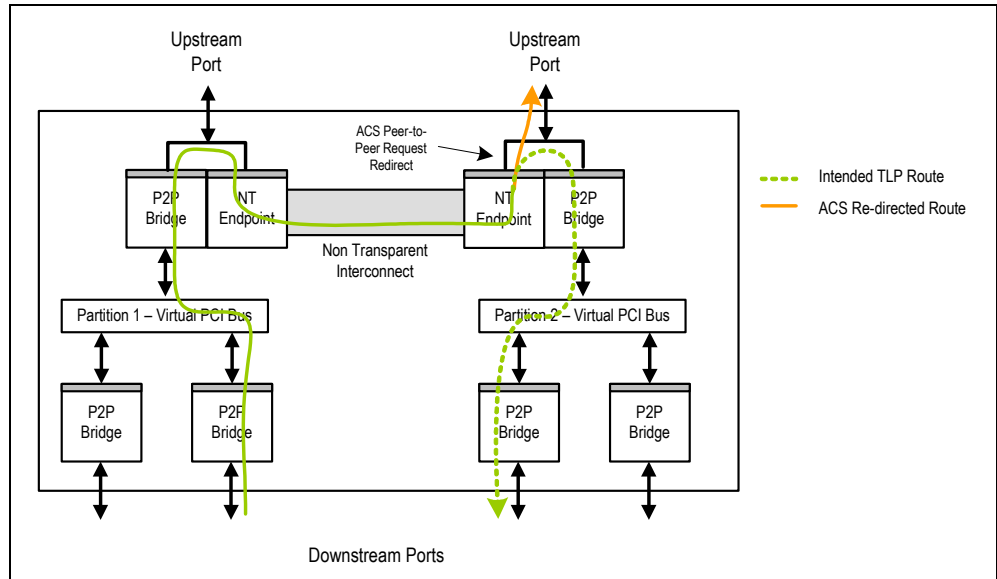 Upstream
Port
Upstream
Port
ACS Peer-to-
Peer Request
Redirect
P2P
Bridge
NT
Endpoint
NT
Endpoint
P2P
Bridge
Intended TLP Route
ACS Re-directed Route
Non Transparent
Interconnect
Partition 1 – Virtual PCI Bus
Partition 2 – Virtual PCI Bus
P2P
Bridge
P2P
Bridge
P2P
Bridge
P2P
Bridge
Downstream Ports